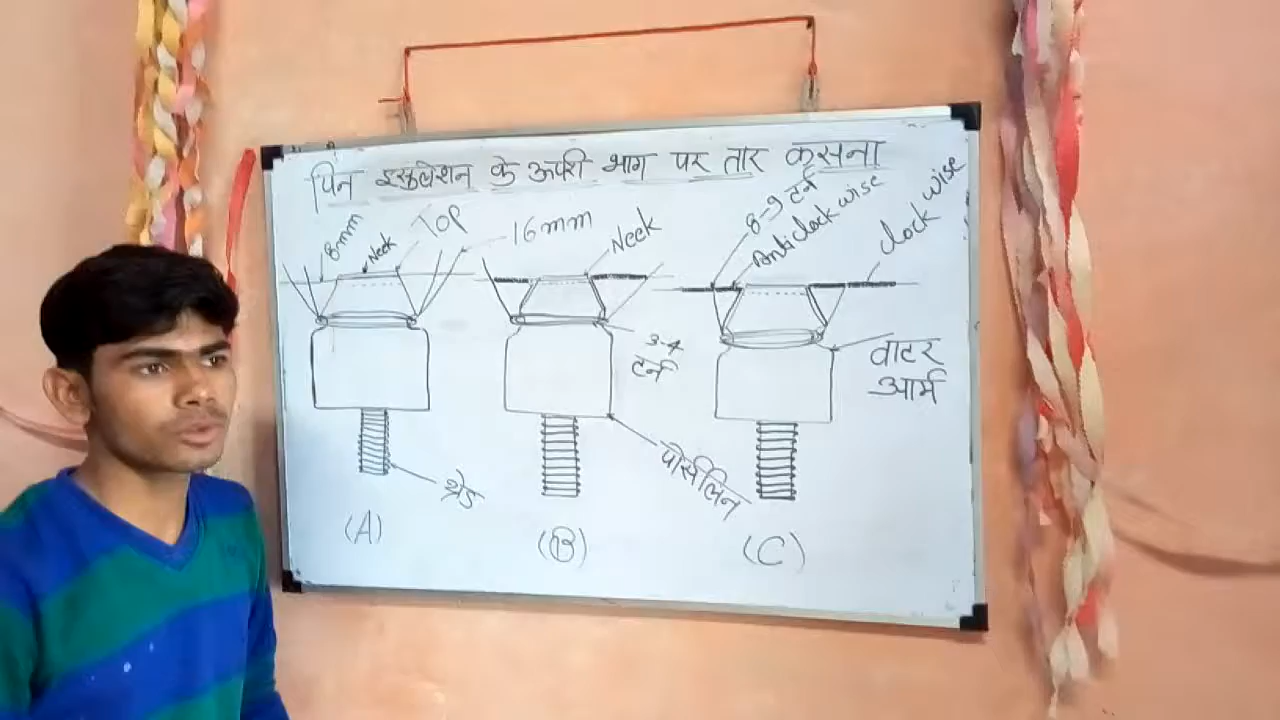 पिन इन्सुलेशन के ऊपरी भाग पर तार कसना
8mm
Neck
Top
16mm
Neck
8-9 टर्न
Anticlock wise
clock wise
3-4
टर्न
वाटर
आर्म
थ्रेड
पोर्सीलिन
(A)
(B)
(C)